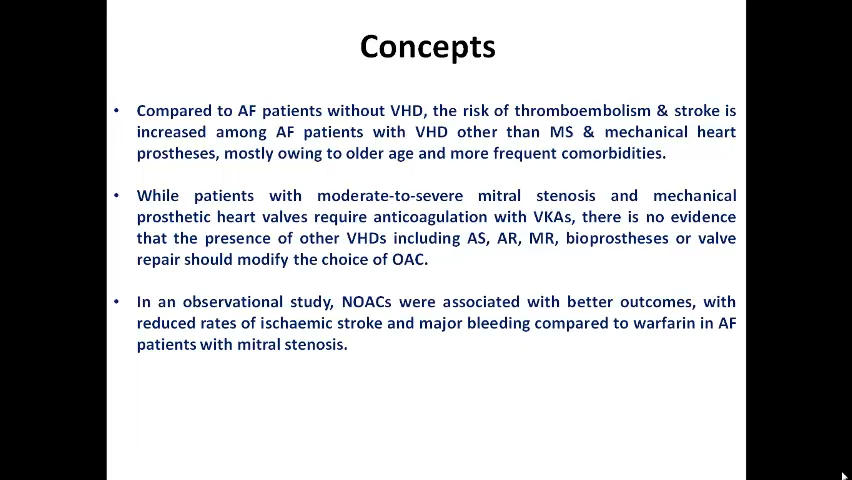 Concepts
• Compared to AF patients without VHD, the risk of thromboembolism & stroke is
increased among AF patients with VHD other than MS & mechanical heart
prostheses, mostly owing to older age and more frequent comorbidities.
• While patients with moderate-to-severe mitral stenosis and mechanical
prosthetic heart valves require anticoagulation with VKAs, there is no evidence
that the presence of other VHDs including AS, AR, MR, bioprostheses or valve
repair should modify the choice of OAC.
• In an observational study, NOACs were associated with better outcomes, with
reduced rates of ischaemic stroke and major bleeding compared to warfarin in AF
patients with mitral stenosis.